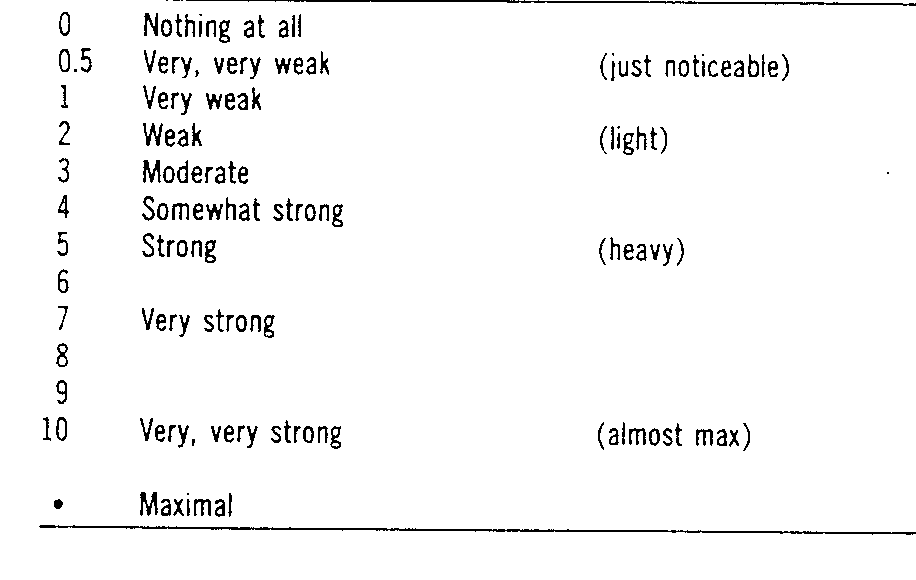 0 Nothing at all
0.5 Very, very weak (just noticeable)
1 Very weak
2 Weak (light)
3 Moderate
4 Somewhat strong
5 Strong (heavy)
6
7 Very strong
8
9
10 Very, very strong (almost max)
• Maximal